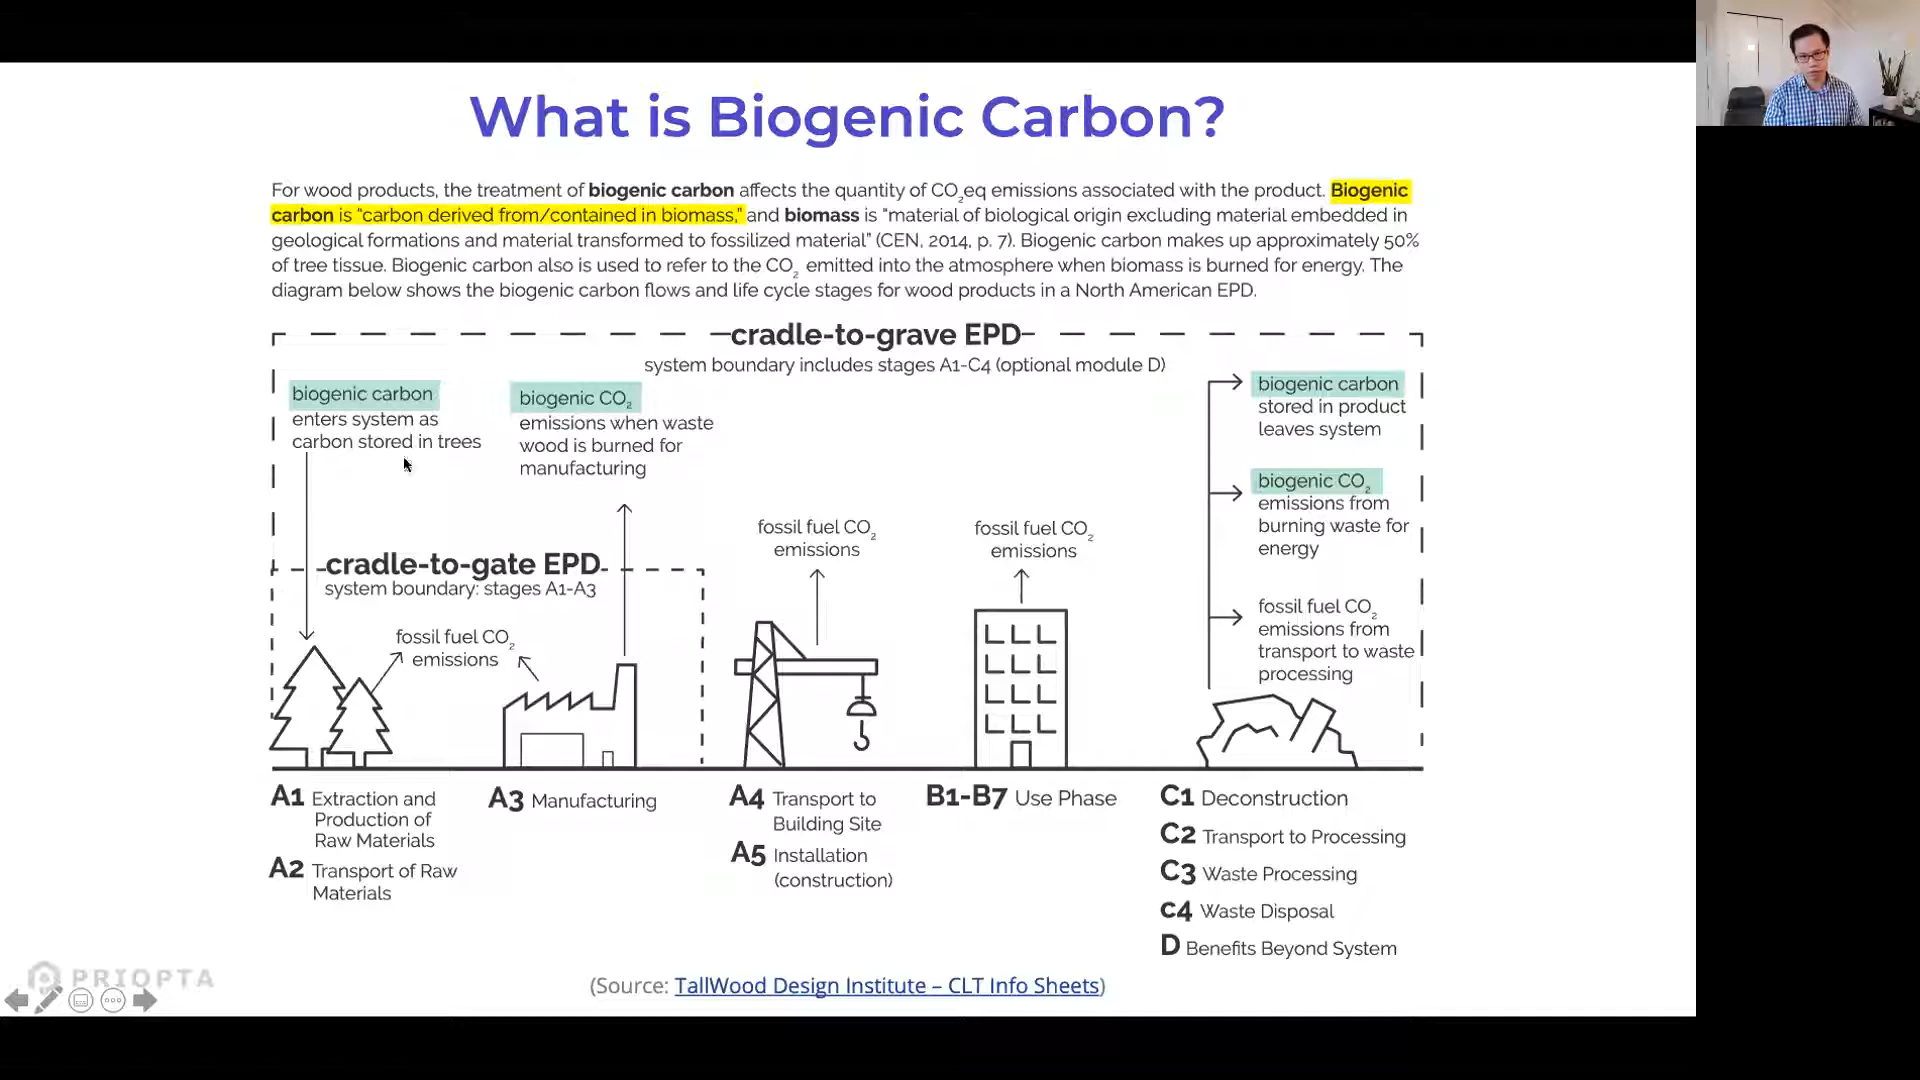 What is Biogenic Carbon?
For wood products, the treatment of biogenic carbon affects the quantity of CO₂eq emissions associated with the product. Biogenic
carbon is “carbon derived from/contained in biomass,” and biomass is “material of biological origin excluding material embedded in
geological formations and material transformed to fossilized material” (CEN, 2014, p. 7). Biogenic carbon makes up approximately 50%
of tree tissue. Biogenic carbon also is used to refer to the CO₂ emitted into the atmosphere when biomass is burned for energy. The
diagram below shows the biogenic carbon flows and life cycle stages for wood products in a North American EPD.
cradle-to-grave EPD
system boundary includes stages A1-C4 (optional module D)
biogenic carbon
enters system as
carbon stored in trees
biogenic CO₂
emissions when waste
wood is burned for
manufacturing
biogenic carbon
stored in product
leaves system
biogenic CO₂
emissions from
burning waste for
energy
fossil fuel CO₂
emissions from
transport to waste
processing
fossil fuel CO₂
emissions
fossil fuel CO₂
emissions
cradle-to-gate EPD
system boundary: stages A1-A3
fossil fuel CO₂
emissions
A1 Extraction and
Production of
Raw Materials
A2 Transport of Raw
Materials
A3 Manufacturing
A4 Transport to
Building Site
A5 Installation
(construction)
B1-B7 Use Phase
C1 Deconstruction
C2 Transport to Processing
C3 Waste Processing
c4 Waste Disposal
D Benefits Beyond System
PRIOPTA
(Source: TallWood Design Institute – CLT Info Sheets)